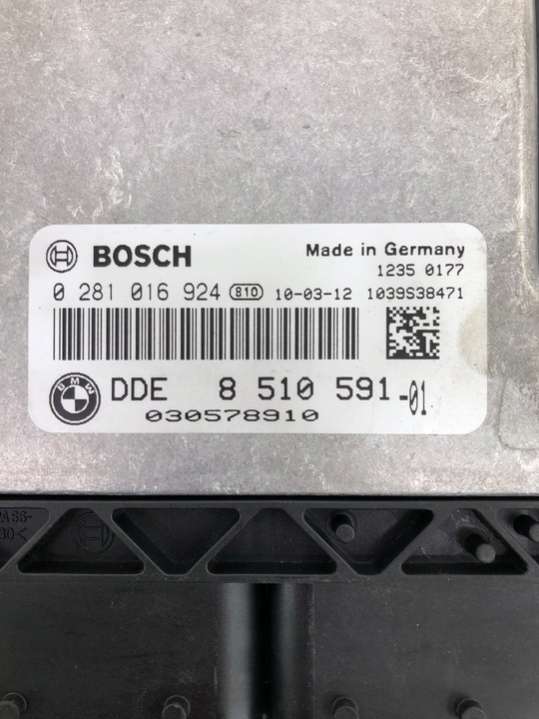 BOSCH
Made in Germany
1235 0177
0 281 016 924 810 10-03-12 1039S38471
BMW
DDE 8 510 591-01
030578910